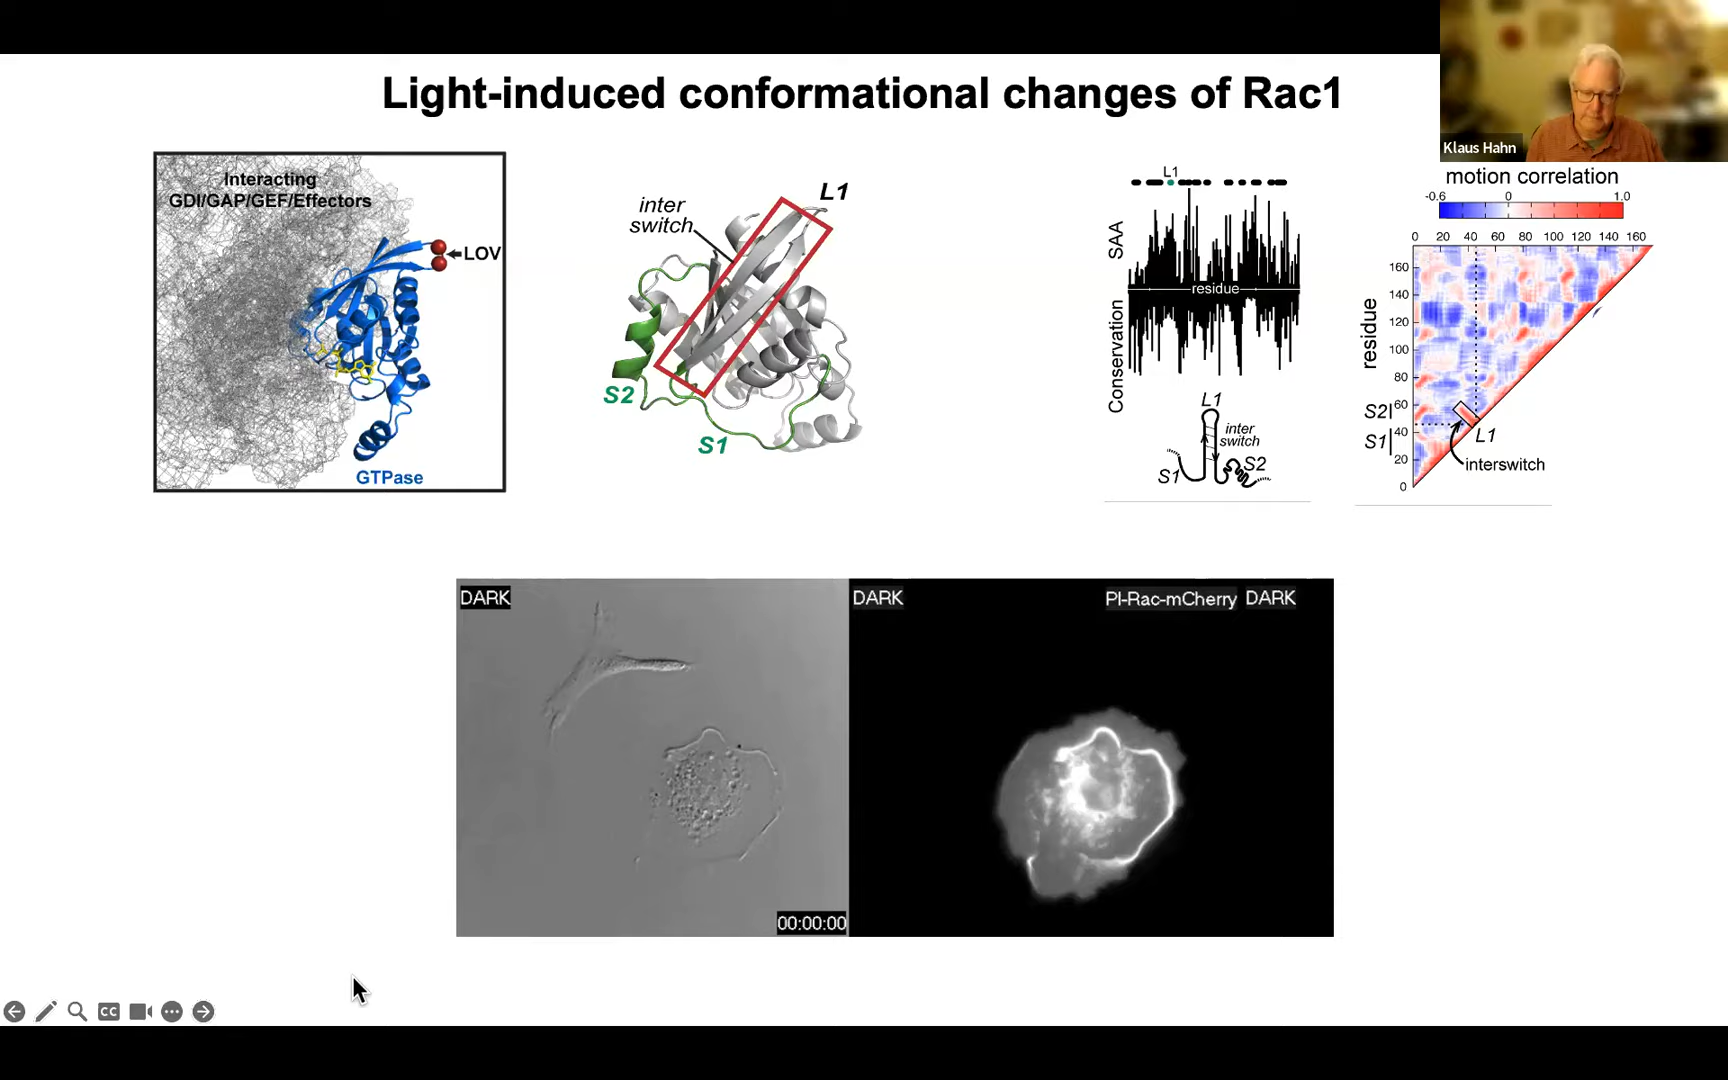 Light-induced conformational changes of Rac1
Klaus Hahn
Interacting
GDI/GAP/GEF/Effectors
LOV
GTPase
L1
inter
switch
S2
S1
L1
SAA
residue
Conservation
L1
inter
switch
S1
S2
motion correlation
-0.6 0 1.0
0 20 40 60 80 100 120 140 160
160
140
120
100
80
60
40
20
0
residue
S2
S1
L1
interswitch
DARK
00:00:00
DARK
PI-Rac-mCherry DARK
CC